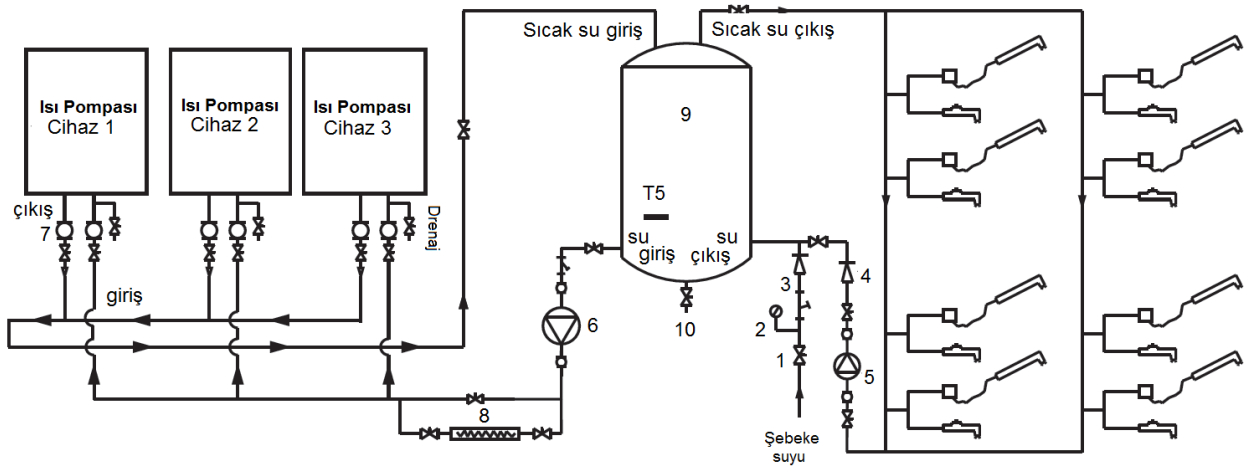 Sıcak su giriş
Sıcak su çıkış
Isı Pompası
Cihaz 1
Isı Pompası
Cihaz 2
Isı Pompası
Cihaz 3
9
T5
çıkış
7
Drenaj
su
giriş
su
çıkış
giriş
3
4
6
10
2
1
5
8
Şebeke
suyu